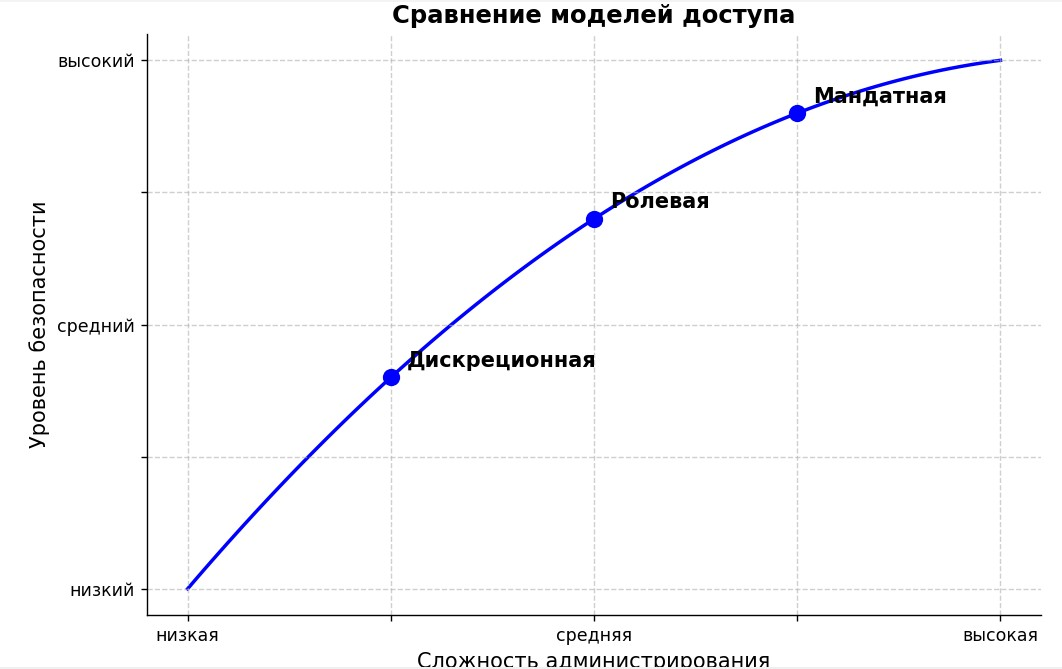 Сравнение моделей доступа
высокий
Мандатная
Ролевая
Уровень безопасности
средний
Дискреционная
низкий
низкая
средняя
высокая
Сложность администрирования